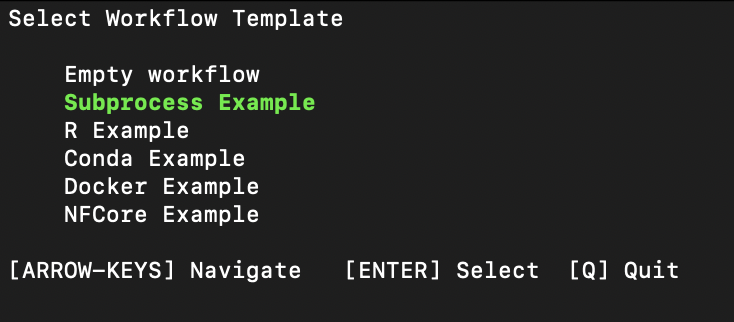 Select Workflow Template
Empty workflow
Subprocess Example
R Example
Conda Example
Docker Example
NFCore Example
[ARROW-KEYS] Navigate [ENTER] Select [Q] Quit